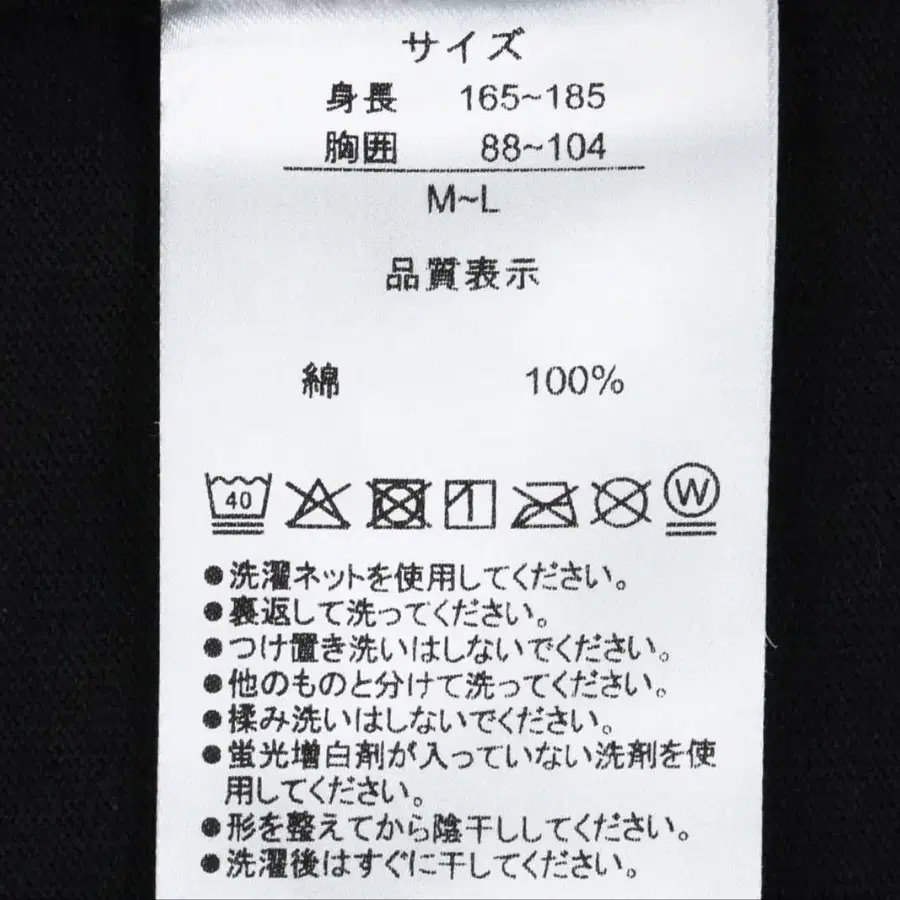 サイズ
身長 165~185
胸囲 88~104
M~L
品質表示
綿 100%
40 W
●洗濯ネットを使用してください。
●裏返して洗ってください。
●つけ置き洗いはしないでください。
●他のものと分けて洗ってください。
●揉み洗いはしないでください。
●蛍光増白剤が入っていない洗剤を使
用してください。
●形を整えてから陰干ししてください。
●洗濯後はすぐに干してください。